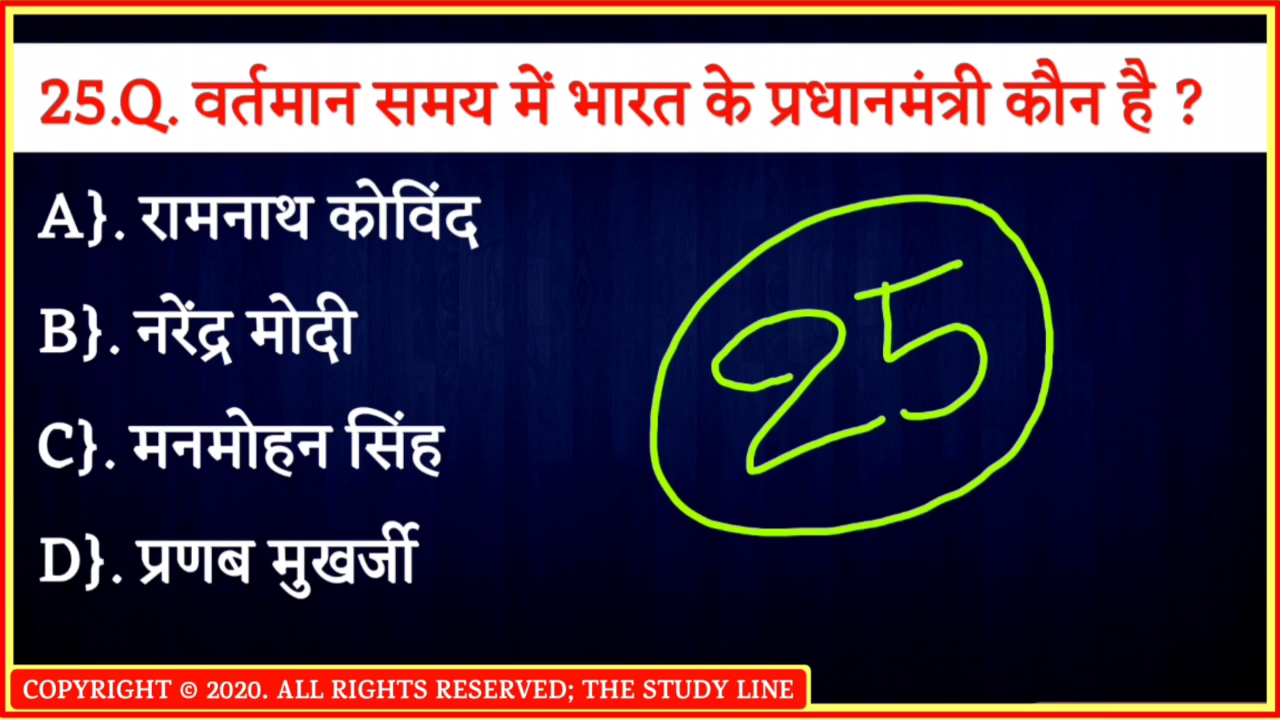 25.Q. वर्तमान समय में भारत के प्रधानमंत्री कौन है ?
A}. रामनाथ कोविंद
B}. नरेंद्र मोदी
25
C}. मनमोहन सिंह
D}. प्रणब मुखर्जी
COPYRIGHT © 2020. ALL RIGHTS RESERVED; THE STUDY LINE